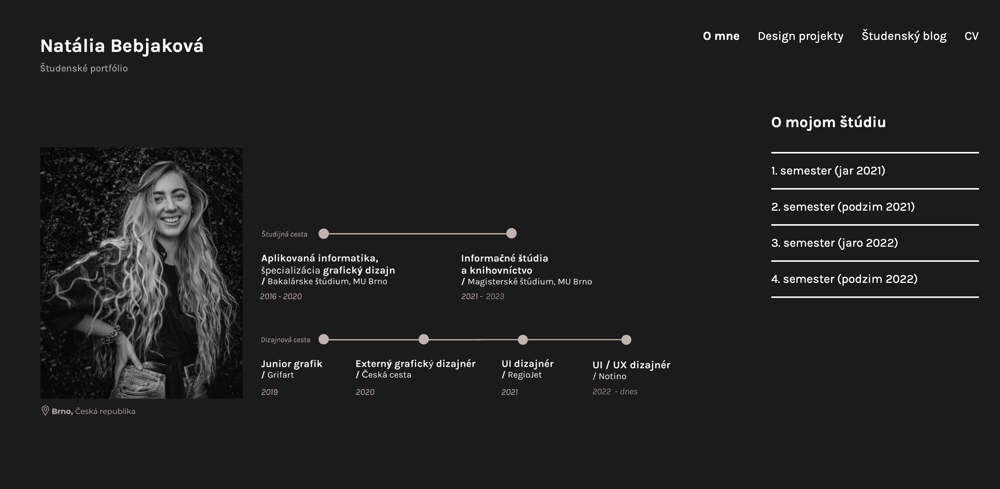 Natália Bebjaková
Študenské portfólio
O mne
Design projekty
Študenský blog
CV
Študijná cesta
Aplikovaná informatika,
špecializácia grafický dizajn
/ Bakalárske štúdium, MU Brno
2016 - 2020
Informačné štúdia
a knihovníctvo
/ Magisterské štúdium, MU Brno
2021 - 2023
Dizajnová cesta
Junior grafik
/ Grifart
2019
Externý grafický dizajnér
/ Česká cesta
2020
UI dizajnér
/ RegioJet
2021
UI / UX dizajnér
/ Notino
2022 - dnes
Brno, Česká republika
O mojom štúdiu
1. semester (jar 2021)
2. semester (podzim 2021)
3. semester (jaro 2022)
4. semester (podzim 2022)